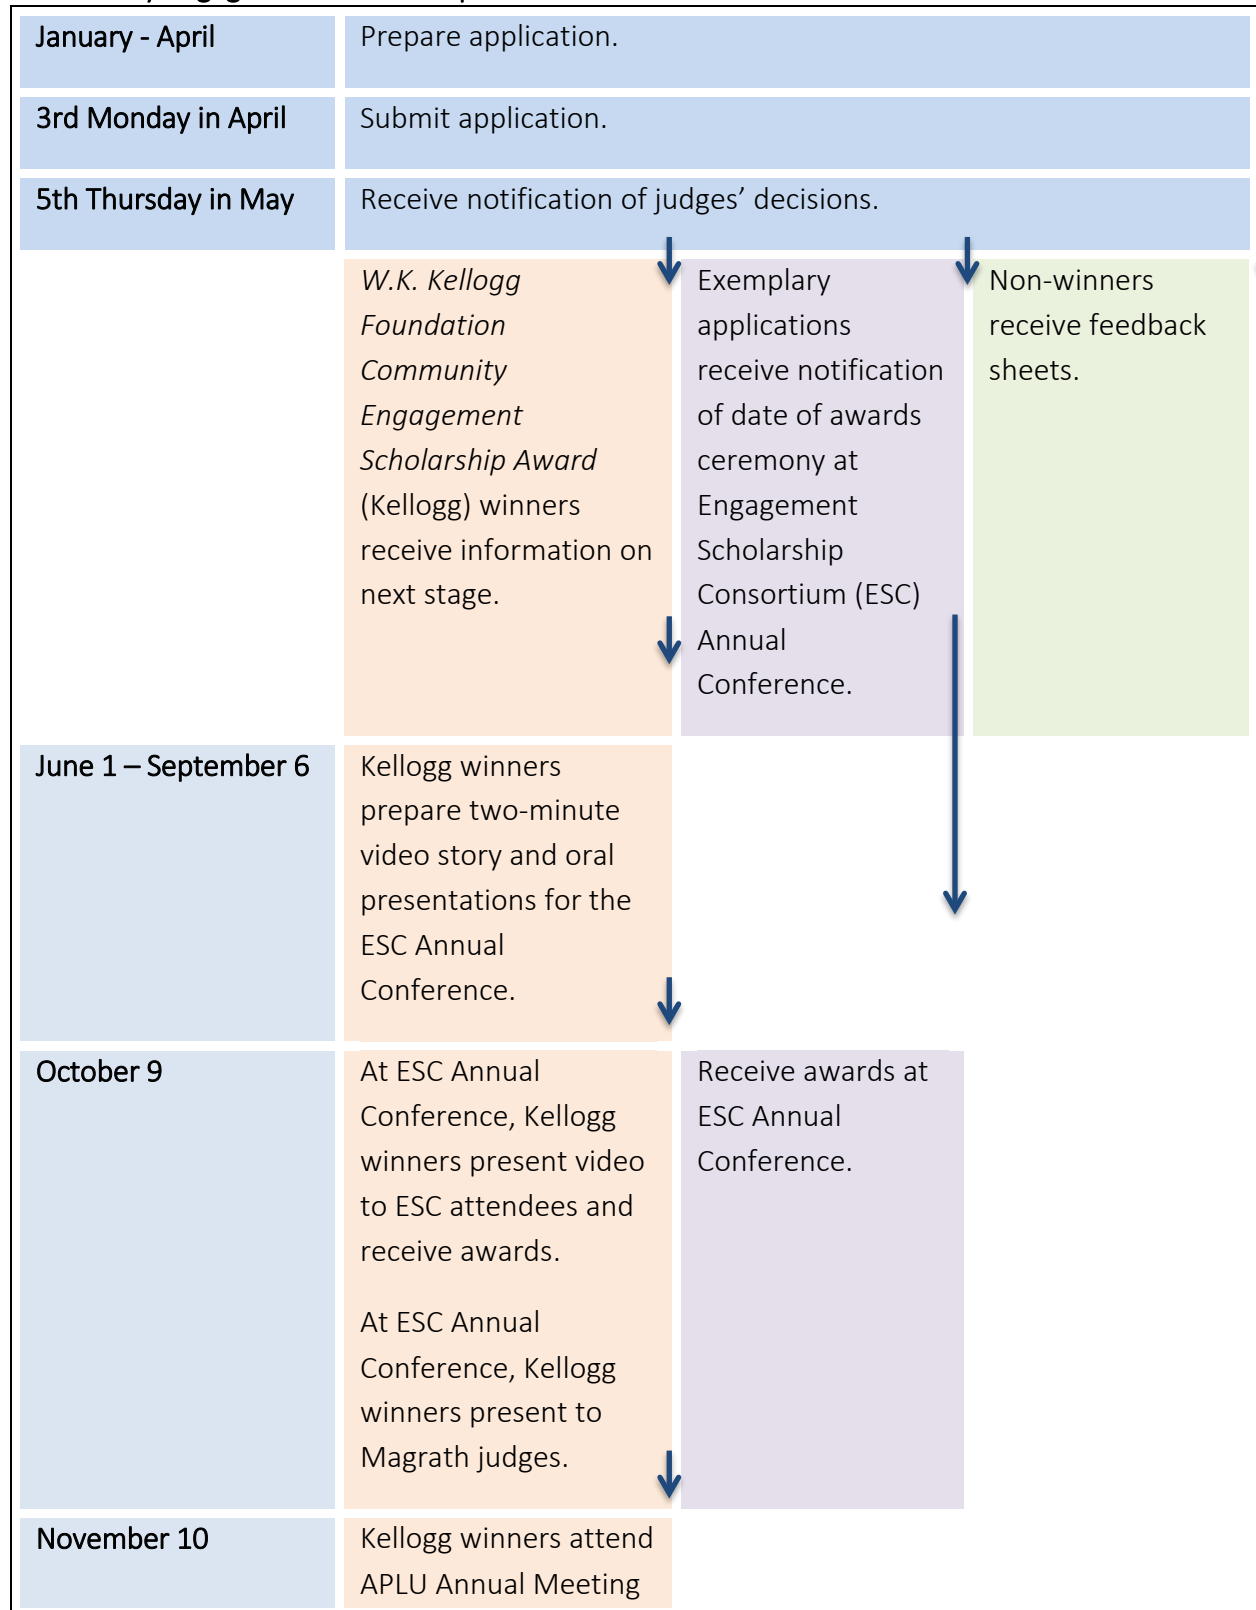 January - April
Prepare application.
3rd Monday in April
Submit application.
5th Thursday in May
Receive notification of judges’ decisions.
W.K. Kellogg
Foundation
Community
Engagement
Scholarship Award
(Kellogg) winners
receive information on
next stage.
Exemplary
applications
receive notification
of date of awards
ceremony at
Engagement
Scholarship
Consortium (ESC)
Annual
Conference.
Non-winners
receive feedback
sheets.
June 1 – September 6
Kellogg winners
prepare two-minute
video story and oral
presentations for the
ESC Annual
Conference.
October 9
At ESC Annual
Conference, Kellogg
winners present video
to ESC attendees and
receive awards.
At ESC Annual
Conference, Kellogg
winners present to
Magrath judges.
Receive awards at
ESC Annual
Conference.
November 10
Kellogg winners attend
APLU Annual Meeting